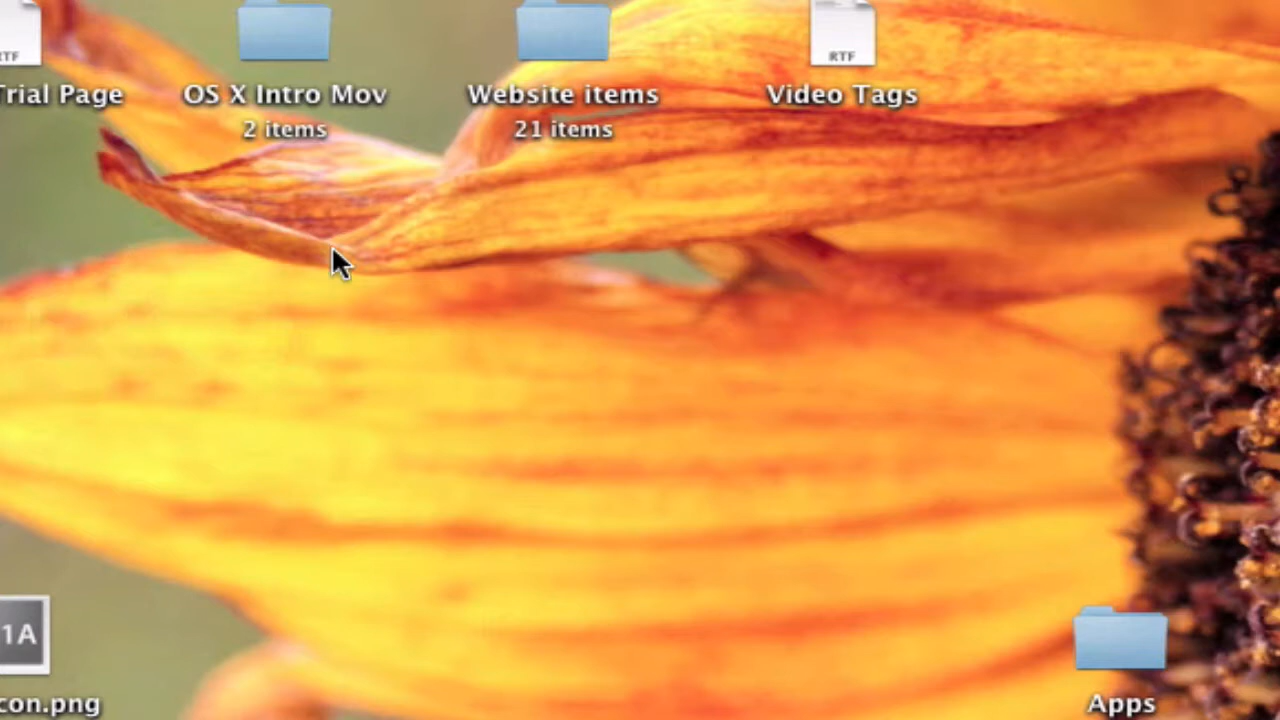 RTF
RTF
Trial Page
OS X Intro Mov
Website items
Video Tags
2 items
21 items
1A
con.png
Apps